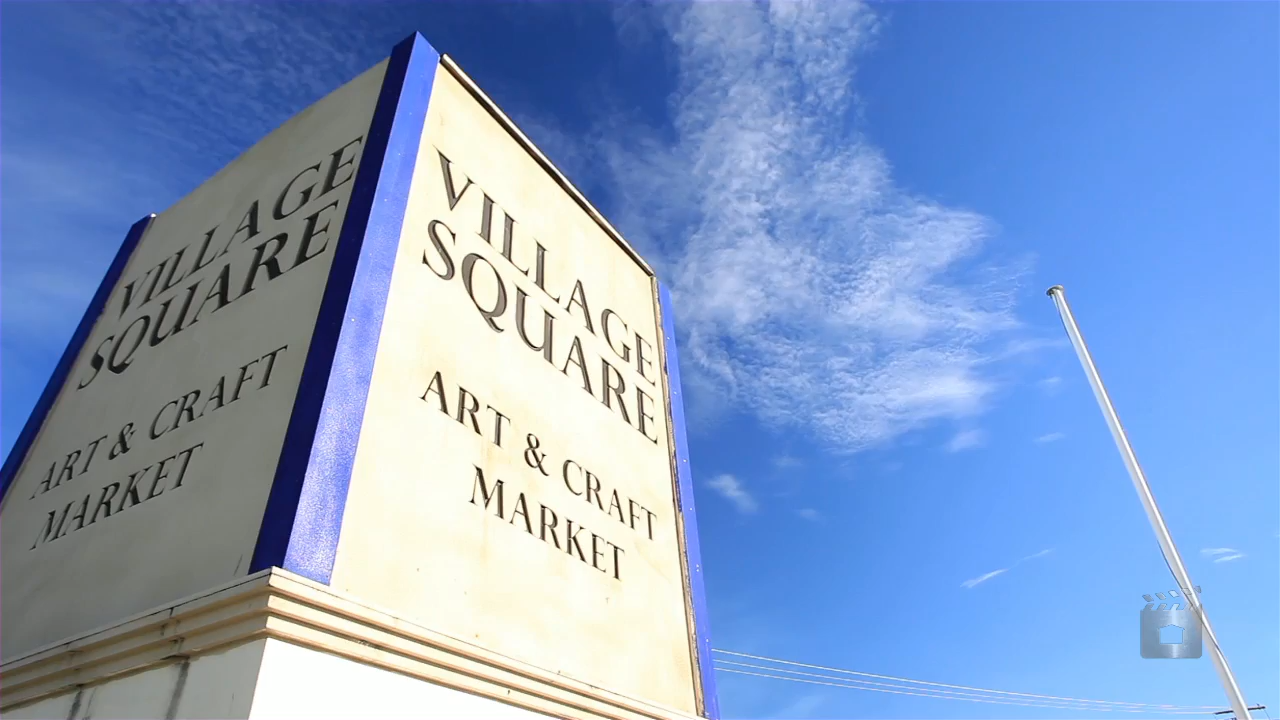 VILLAGE
SQUARE
ART & CRAFT
MARKET
VILLAGE
SQUARE
ART & CRAFT
MARKET